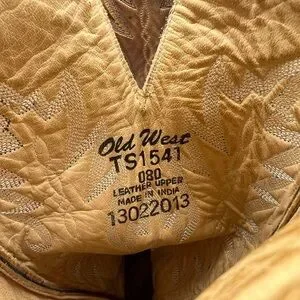 Old West
TS1541
080
LEATHER UPPER
MADE IN INDIA
13022013